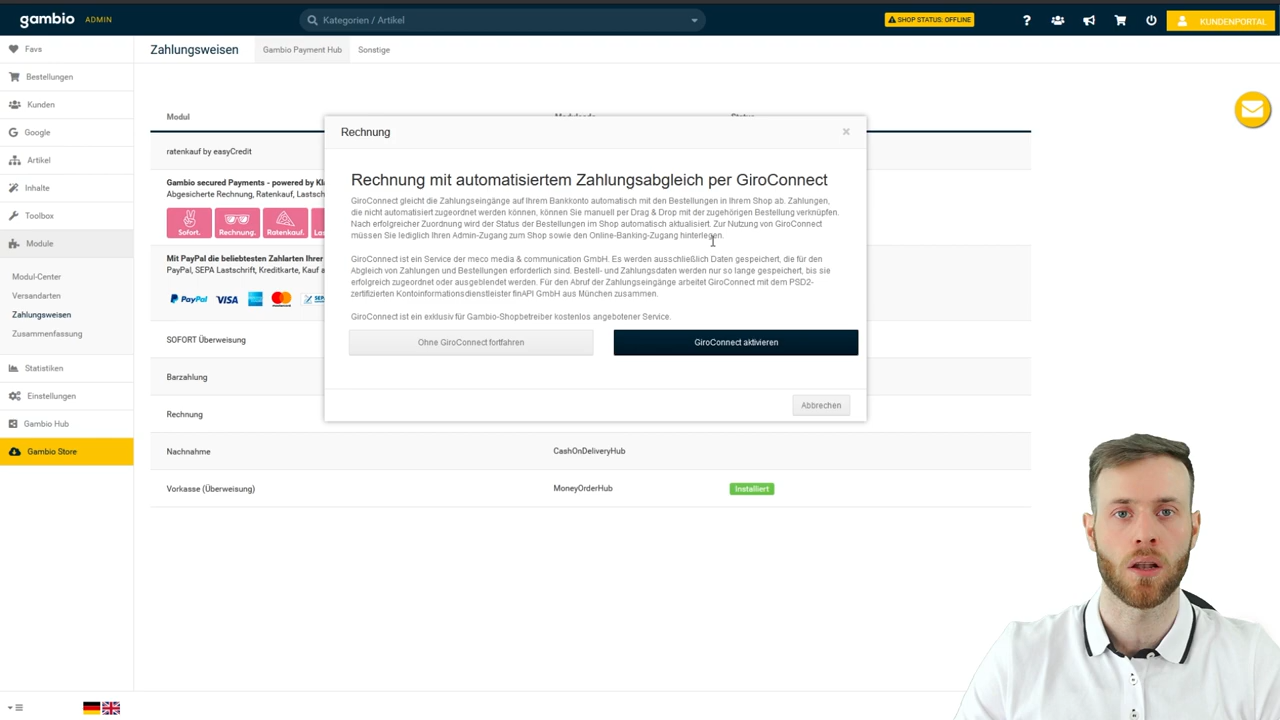 gambio ADMIN
Kategorien / Artikel
SHOP STATUS: OFFLINE
?
KUNDENPORTAL
Favs
Bestellungen
Kunden
Google
Artikel
Inhalte
Toolbox
Module
Modul-Center
Versandarten
Zahlungsweisen
Zusammenfassung
Statistiken
Einstellungen
Gambio Hub
Gambio Store
Zahlungsweisen
Gambio Payment Hub
Sonstige
Modul
ratenkauf by easyCredit
Gambio secured Payments - powered by
Abgesicherte Rechnung, Ratenkauf,
Sofort.
Rechnung.
Ratenkauf.
Mit PayPal die beliebtesten Zahlarten Ihrer
PayPal, SEPA Lastschrift, Kreditkarte, Kauf
PayPal VISA
SOFORT Überweisung
Barzahlung
Rechnung
Nachnahme CashOnDeliveryHub
Vorkasse (Überweisung) MoneyOrderHub Installiert
Rechnung ×
Rechnung mit automatisiertem Zahlungsabgleich per GiroConnect
GiroConnect gleicht die Zahlungseingänge auf Ihrem Bankkonto automatisch mit den Bestellungen in Ihrem Shop ab. Zahlungen,
die nicht automatisiert zugeordnet werden können, können Sie manuell per Drag & Drop mit der zugehörigen Bestellung verknüpfen.
Nach erfolgreicher Zuordnung wird der Status der Bestellungen im Shop automatisch aktualisiert. Zur Nutzung von GiroConnect
müssen Sie lediglich Ihren Admin-Zugang zum Shop sowie den Online-Banking-Zugang hinterlegen.
GiroConnect ist ein Service der meco media & communication GmbH. Es werden ausschließlich Daten gespeichert, die für den
Abgleich von Zahlungen und Bestellungen erforderlich sind. Bestell- und Zahlungsdaten werden nur so lange gespeichert, bis sie
erfolgreich zugeordnet oder ausgeblendet werden. Für den Abruf der Zahlungseingänge arbeitet GiroConnect mit dem PSD2-
zertifizierten Kontoinformationsdienstleister finAPI GmbH aus München zusammen.
GiroConnect ist ein exklusiv für Gambio-Shopbetreiber kostenlos angebotener Service.
Ohne GiroConnect fortfahren
GiroConnect aktivieren
Abbrechen